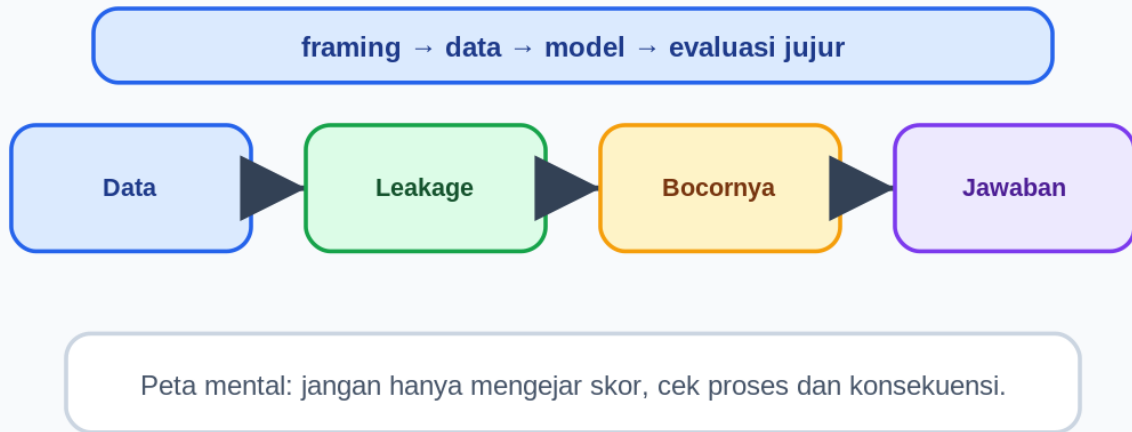 framing → data → model → evaluasi jujur
Data
Leakage
Bocornya
Jawaban
Peta mental: jangan hanya mengejar skor, cek proses dan konsekuensi.